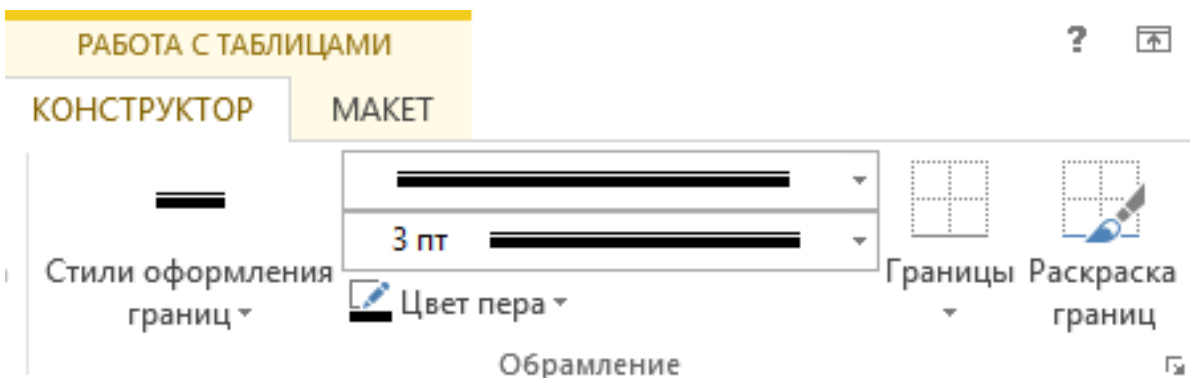 РАБОТА С ТАБЛИЦАМИ
?
КОНСТРУКТОР
МАКЕТ
3 пт
Стили оформления
границ
Цвет пера
Границы
Раскраска
границ
Обрамление